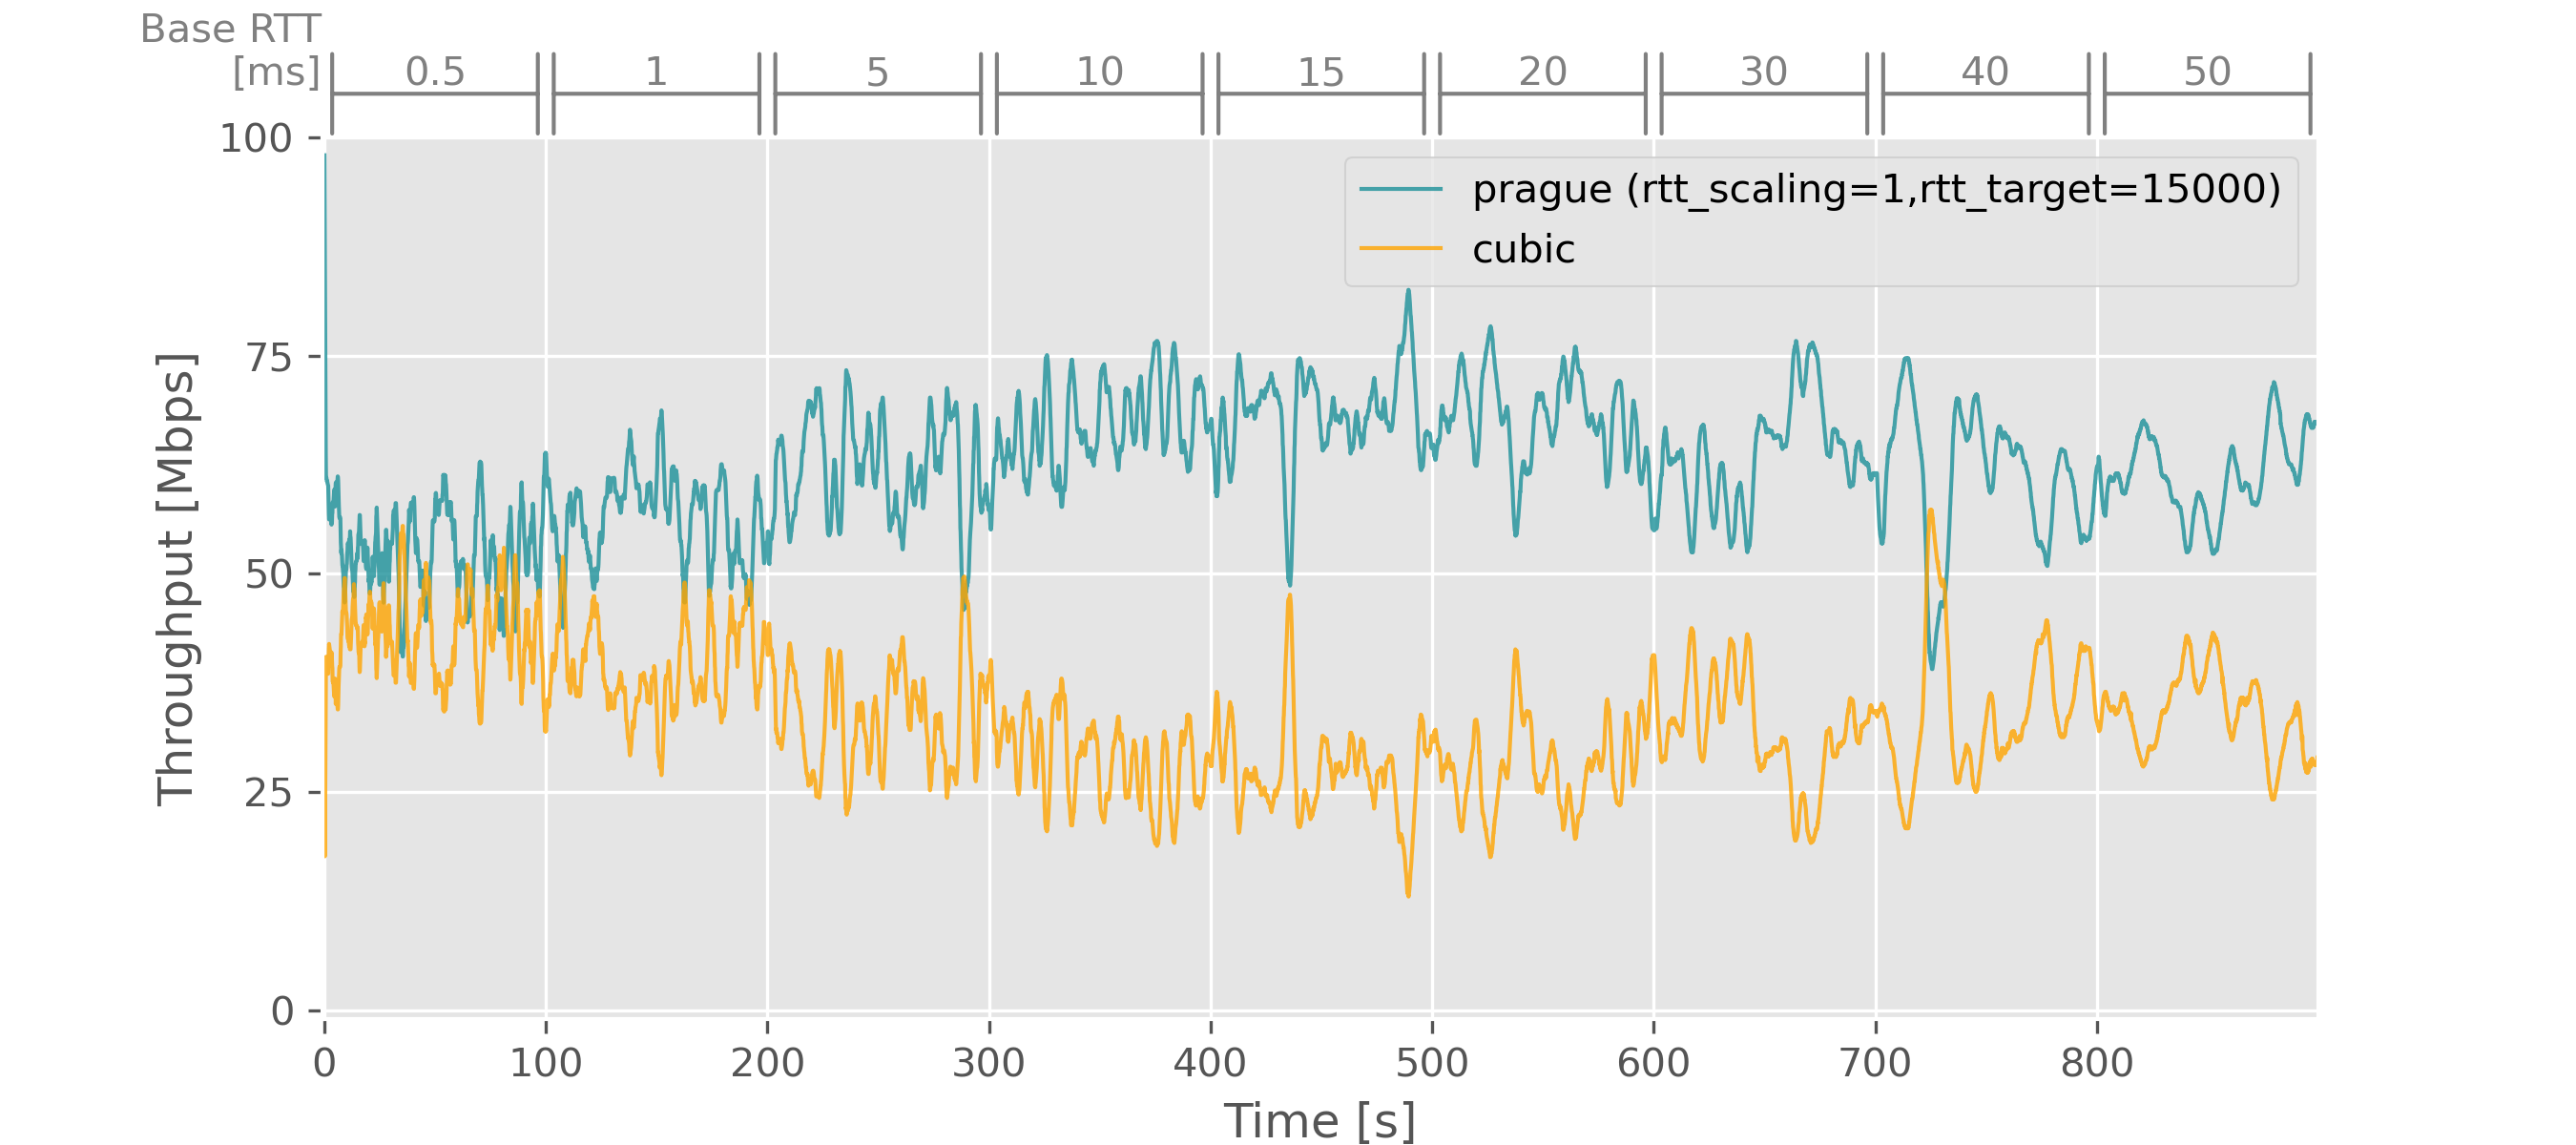 Base RTT
[ms] 0.5 1 5 10 15 20 30 40 50
100
75
50
25
0
Throughput [Mbps]
prague (rtt_scaling=1,rtt_target=15000)
cubic
0 100 200 300 400 500 600 700 800
Time [s]